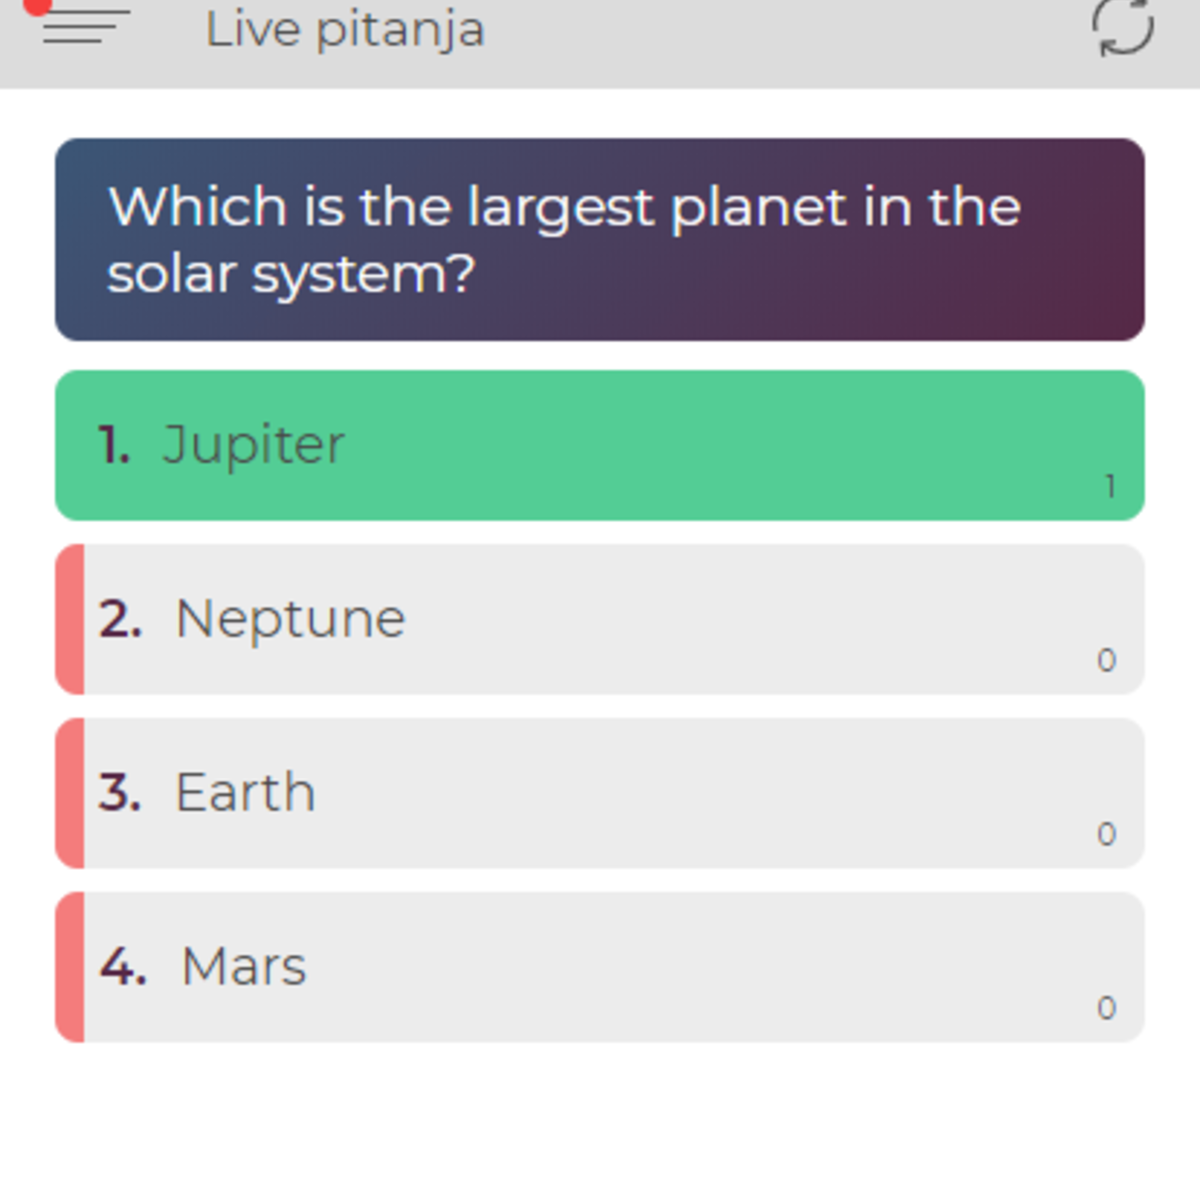 Live pitanja
Which is the largest planet in the
solar system?
1. Jupiter
1
2. Neptune
0
3. Earth
0
4. Mars
0